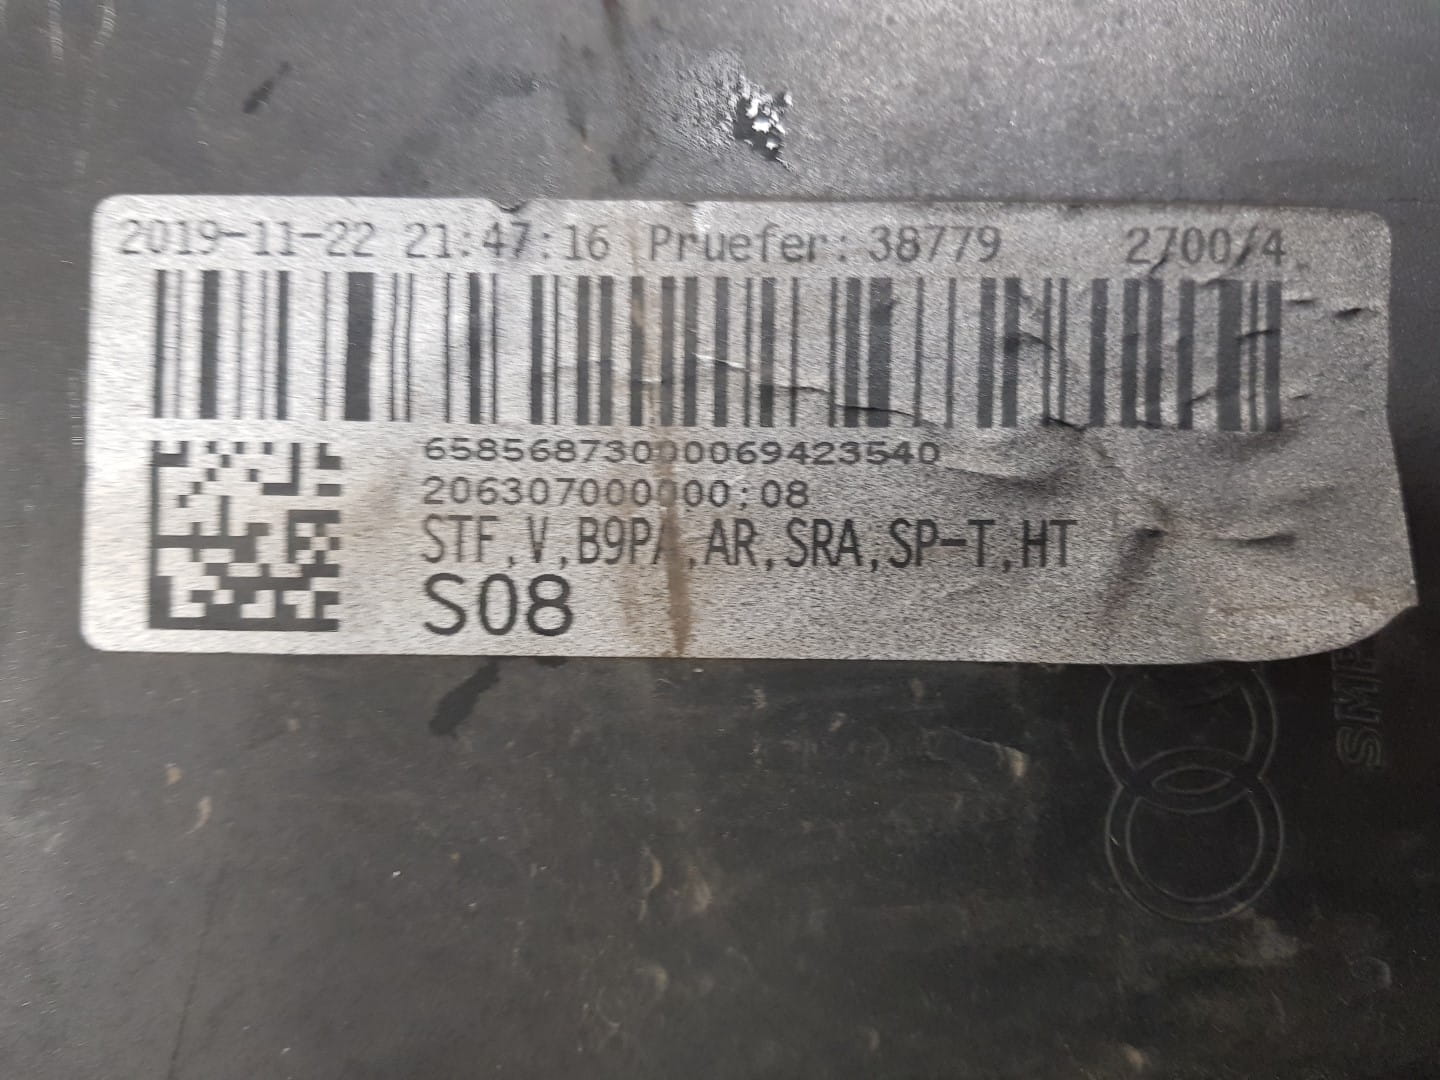 2019-11-22 21:47:16 Pruefer: 38779 2700/4
658568730000069423540
206307000000;08
STF,V,B9PA,AR,SRA,SP-T,HT
S08